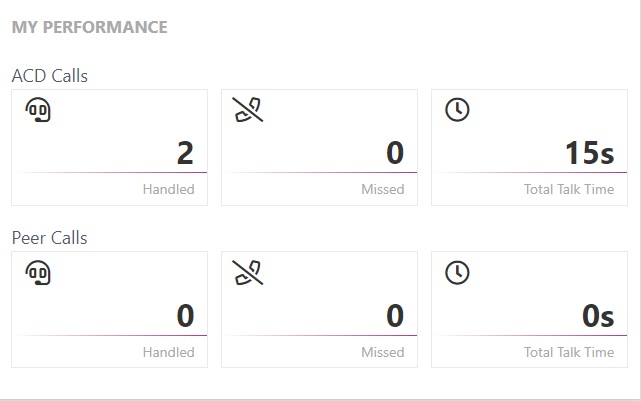 MY PERFORMANCE
ACD Calls
2
0
15s
Handled
Missed
Total Talk Time
Peer Calls
0
0
0s
Handled
Missed
Total Talk Time